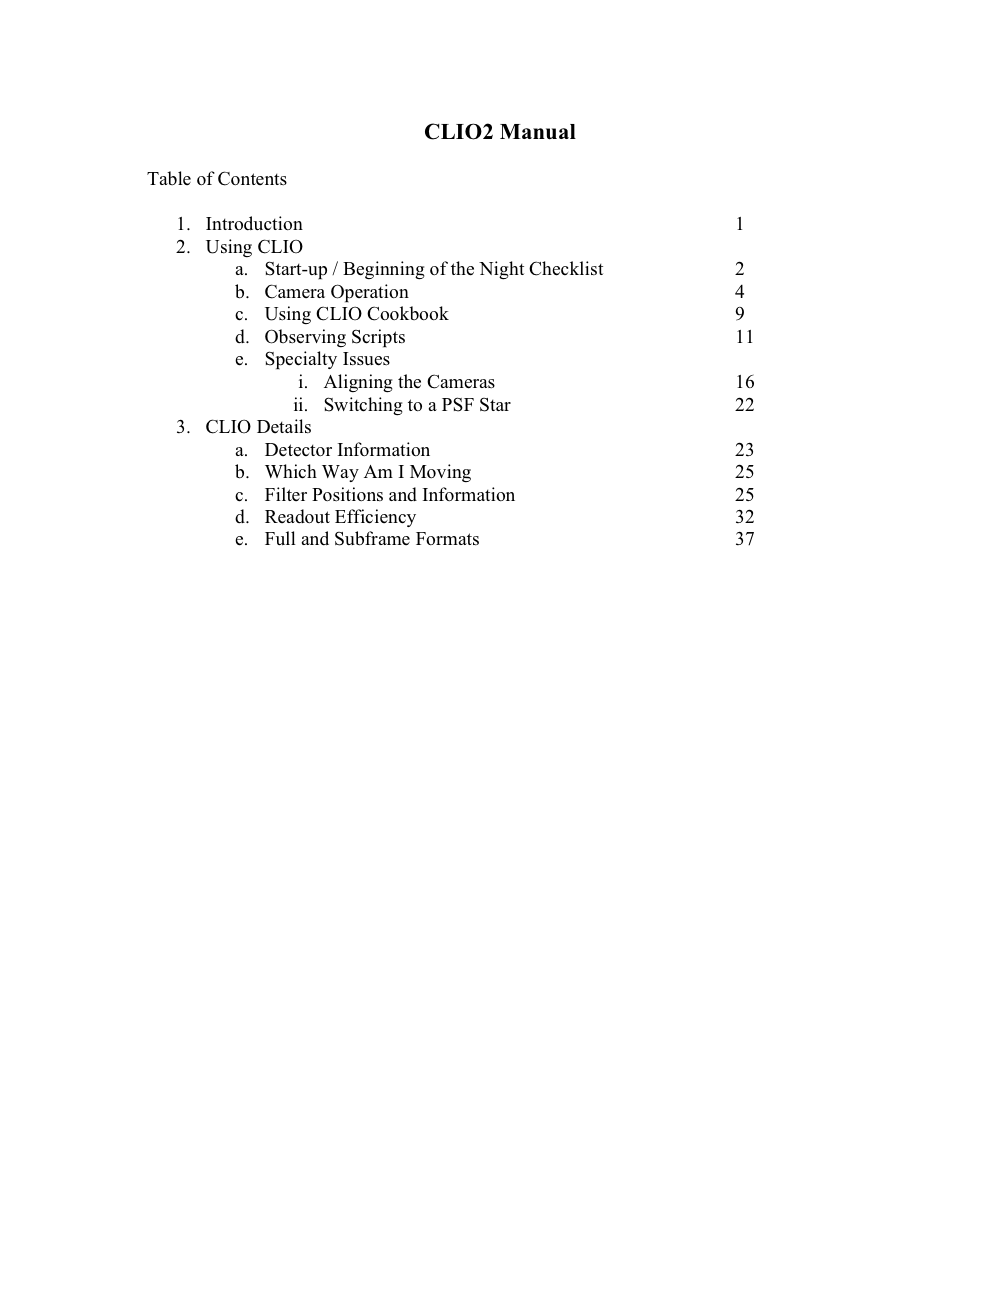 CLIO2 Manual
Table of Contents
1. Introduction 1
2. Using CLIO
a. Start-up / Beginning of the Night Checklist 2
b. Camera Operation 4
c. Using CLIO Cookbook 9
d. Observing Scripts 11
e. Specialty Issues
i. Aligning the Cameras 16
ii. Switching to a PSF Star 22
3. CLIO Details
a. Detector Information 23
b. Which Way Am I Moving 25
c. Filter Positions and Information 25
d. Readout Efficiency 32
e. Full and Subframe Formats 37